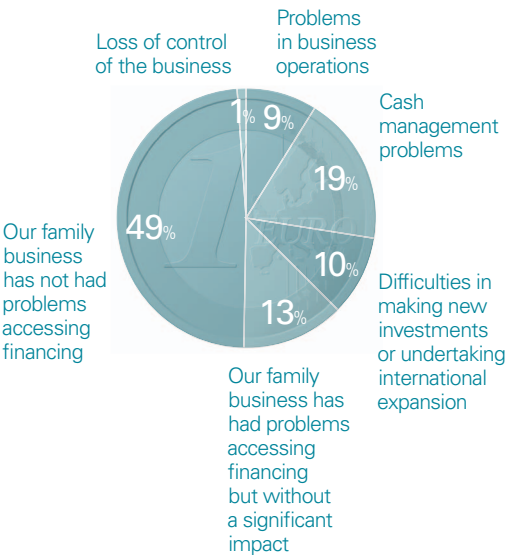 Problems
in business
operations
Loss of control
of the business
Cash
management
problems
1%
9%
19%
49%
10%
13%
EURO
1
Our family
business
has not had
problems
accessing
financing
Difficulties in
making new
investments
or undertaking
international
expansion
Our family
business has
had problems
accessing
financing
but without
a significant
impact